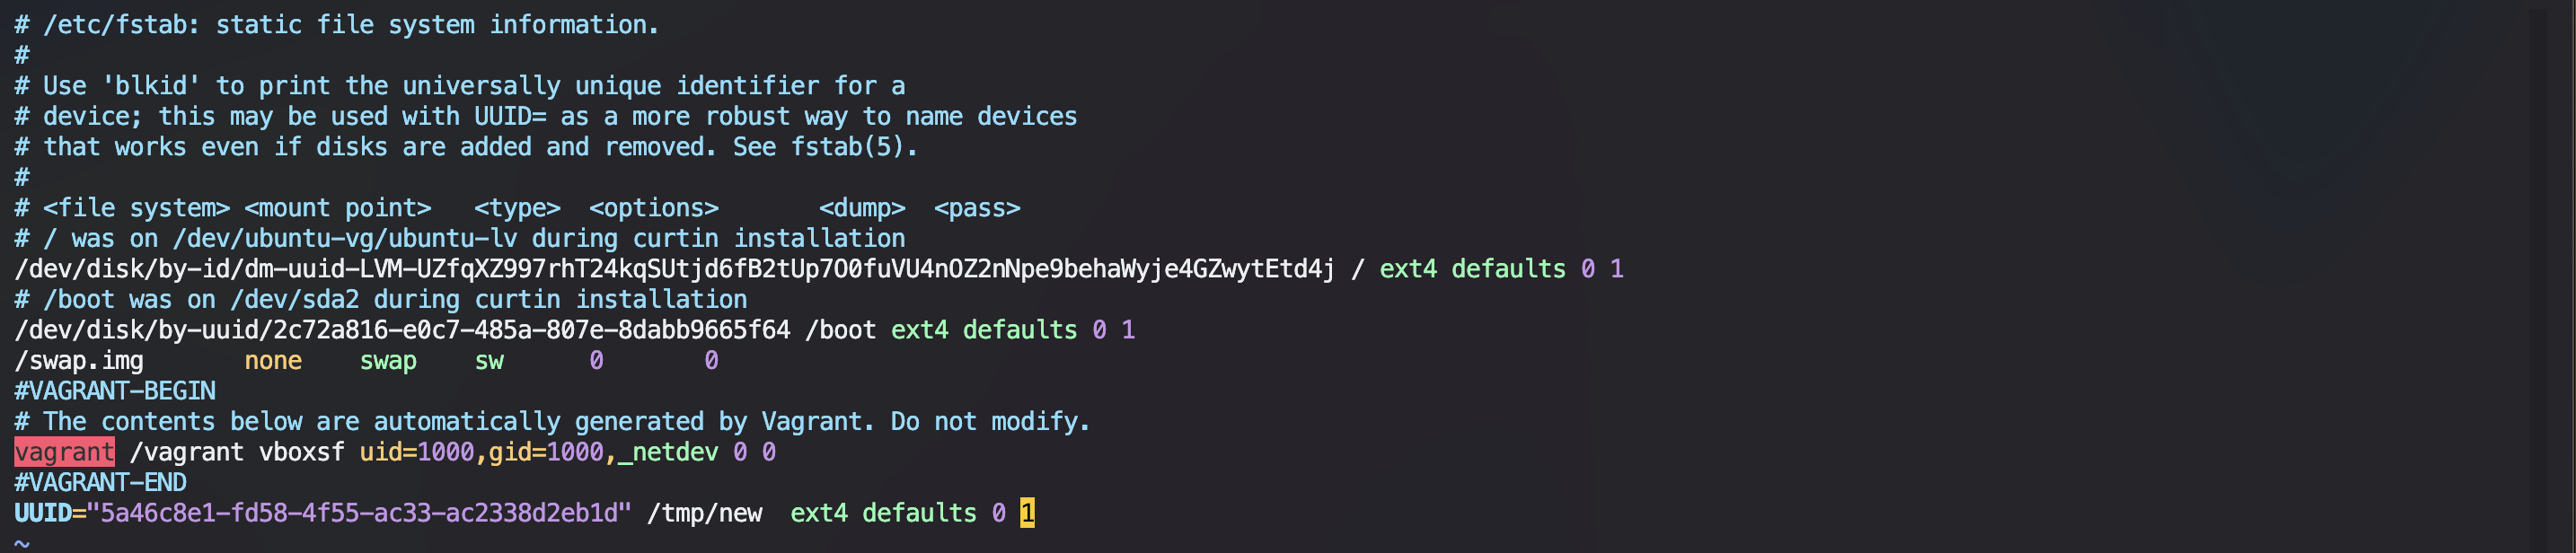 # /etc/fstab: static file system information.
#
# Use 'blkid' to print the universally unique identifier for a
# device; this may be used with UUID= as a more robust way to name devices
# that works even if disks are added and removed. See fstab(5).
#
# <file system> <mount point>   <type>  <options>       <dump>  <pass>
# / was on /dev/ubuntu-vg/ubuntu-lv during curtin installation
/dev/disk/by-id/dm-uuid-LVM-UZfqXZ997rhT24kqSUtjd6fB2tUp7O0fuVU4nOZ2nNpe9behaWyje4GZwytEtd4j / ext4 defaults 0 1
# /boot was on /dev/sda2 during curtin installation
/dev/disk/by-uuid/2c72a816-e0c7-485a-807e-8dabb9665f64 /boot ext4 defaults 0 1
/swap.img       none    swap    sw      0       0
#VAGRANT-BEGIN
# The contents below are automatically generated by Vagrant. Do not modify.
vagrant /vagrant vboxsf uid=1000,gid=1000,_netdev 0 0
#VAGRANT-END
UUID="5a46c8e1-fd58-4f55-ac33-ac2338d2eb1d" /tmp/new  ext4 defaults 0 1
~